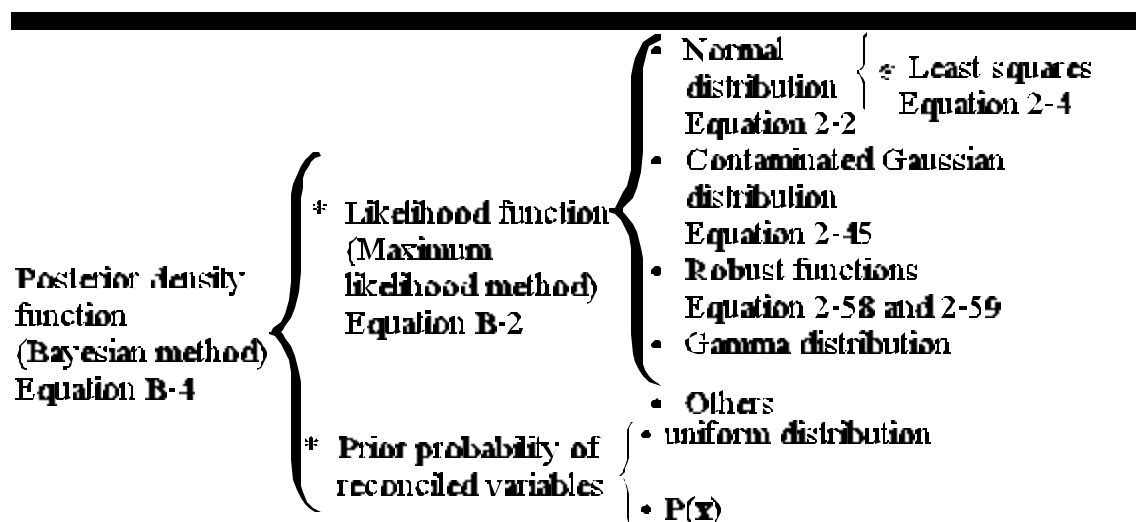 Posterior density
function
(Bayesian method)
Equation B-4
* Likelihood function
(Maximum
likelihood method)
Equation B-2
• Normal
distribution
Equation 2-2
* Least squares
Equation 2-4
• Contaminated Gaussian
distribution
Equation 2-45
• Robust functions
Equation 2-58 and 2-59
• Gamma distribution
• Others
* Prior probability of
reconciled variables
• uniform distribution
• P(x)